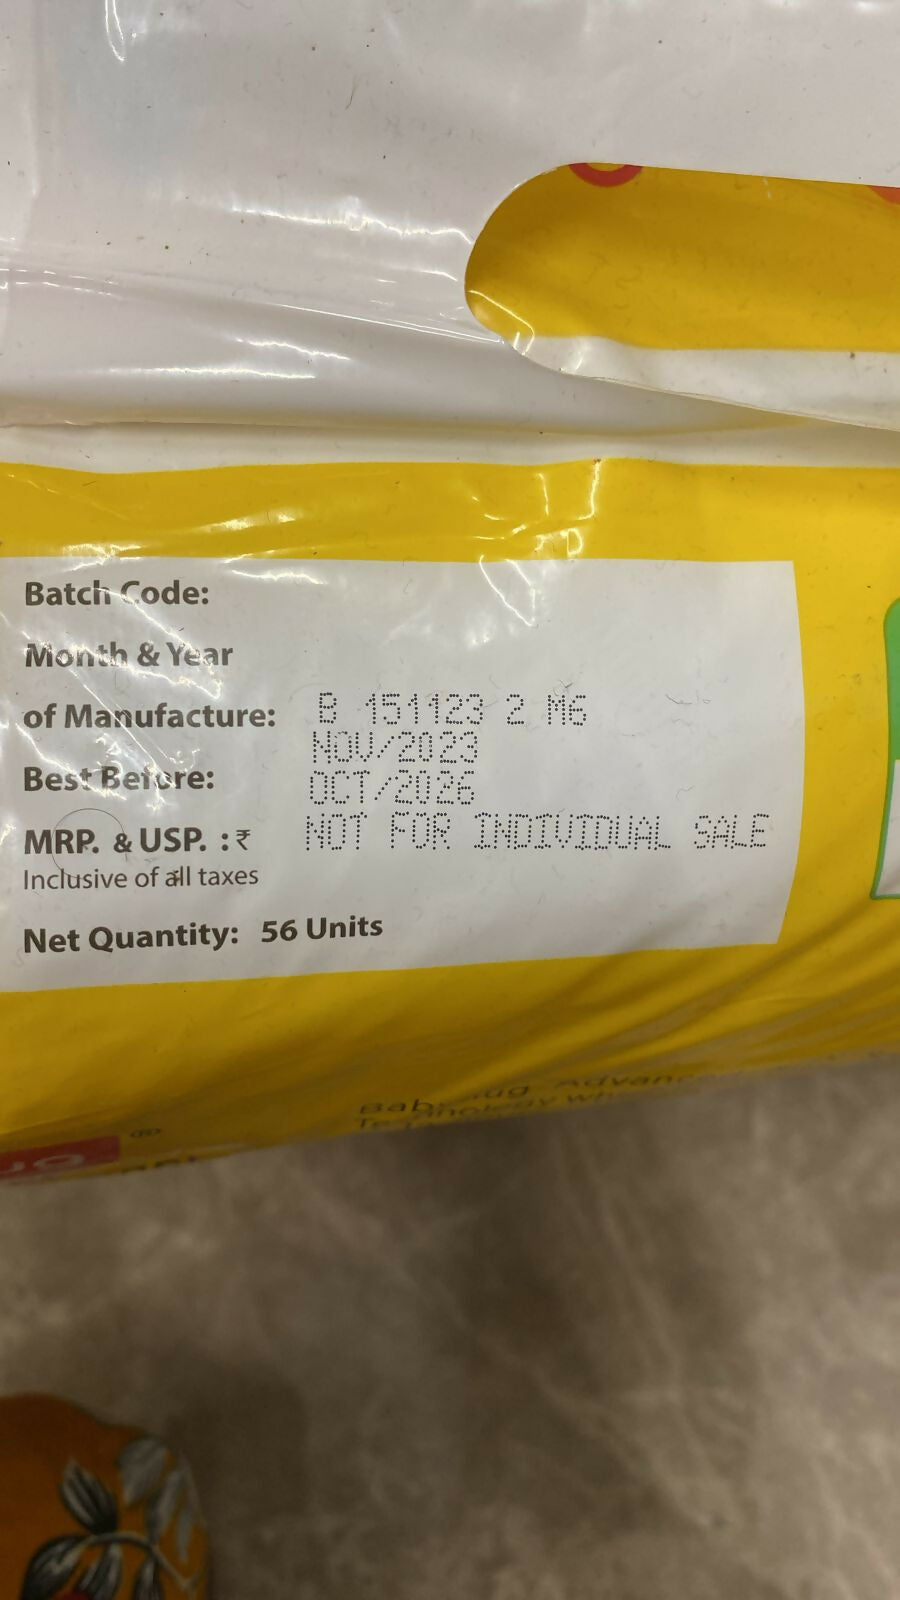 Batch Code:
Month & Year
of Manufacture: B 151123 2 M6
NOV/2023
Best Before: OCT/2026
MRP. & USP. : ₹ NOT FOR INDIVIDUAL SALE
Inclusive of all taxes
Net Quantity: 56 Units